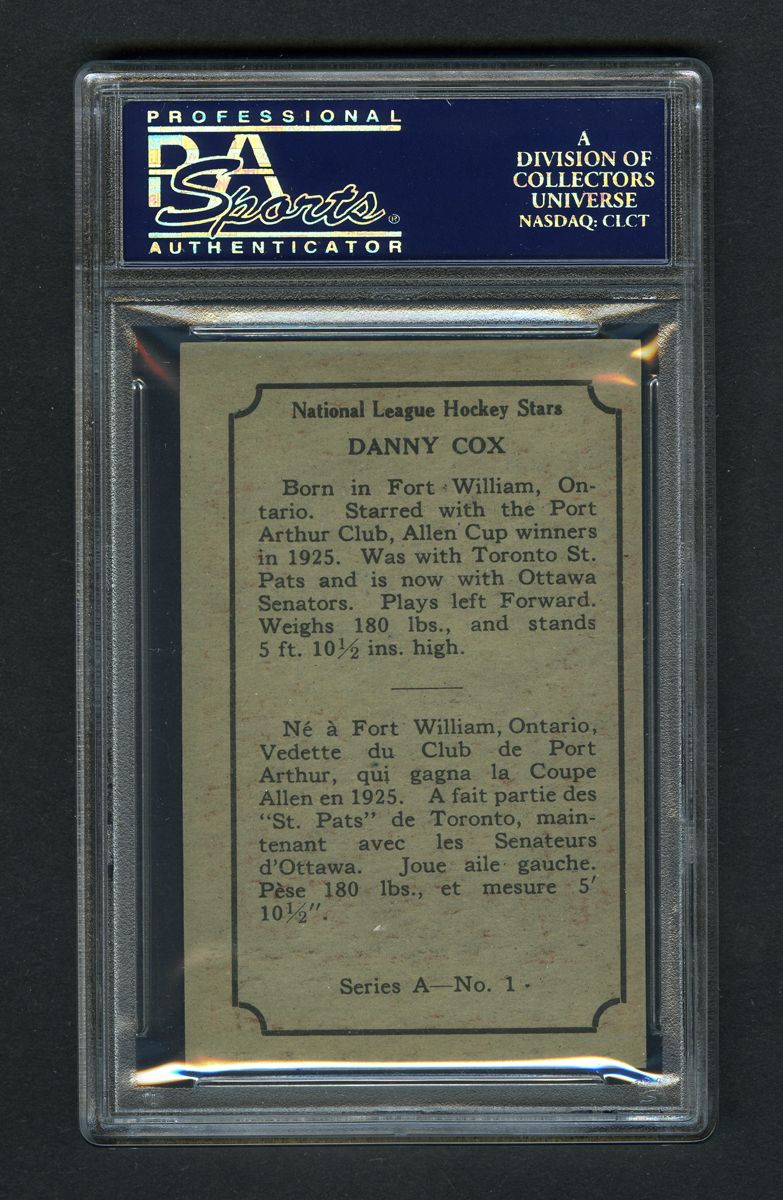 PROFESSIONAL
PSA
Sports®
AUTHENTICATOR
A
DIVISION OF
COLLECTORS
UNIVERSE
NASDAQ: CLCT
National League Hockey Stars
DANNY COX
Born in Fort William, On-
tario. Starred with the Port
Arthur Club, Allen Cup winners
in 1925. Was with Toronto St.
Pats and is now with Ottawa
Senators. Plays left Forward.
Weighs 180 lbs., and stands
5 ft. 10½ ins. high.
Né à Fort William, Ontario,
Vedette du Club de Port
Arthur, qui gagna la Coupe
Allen en 1925. A fait partie des
“St. Pats” de Toronto, main-
tenant avec les Senateurs
d'Ottawa. Joue aile gauche.
Pèse 180 lbs., et mesure 5′
10½″.
Series A—No. 1